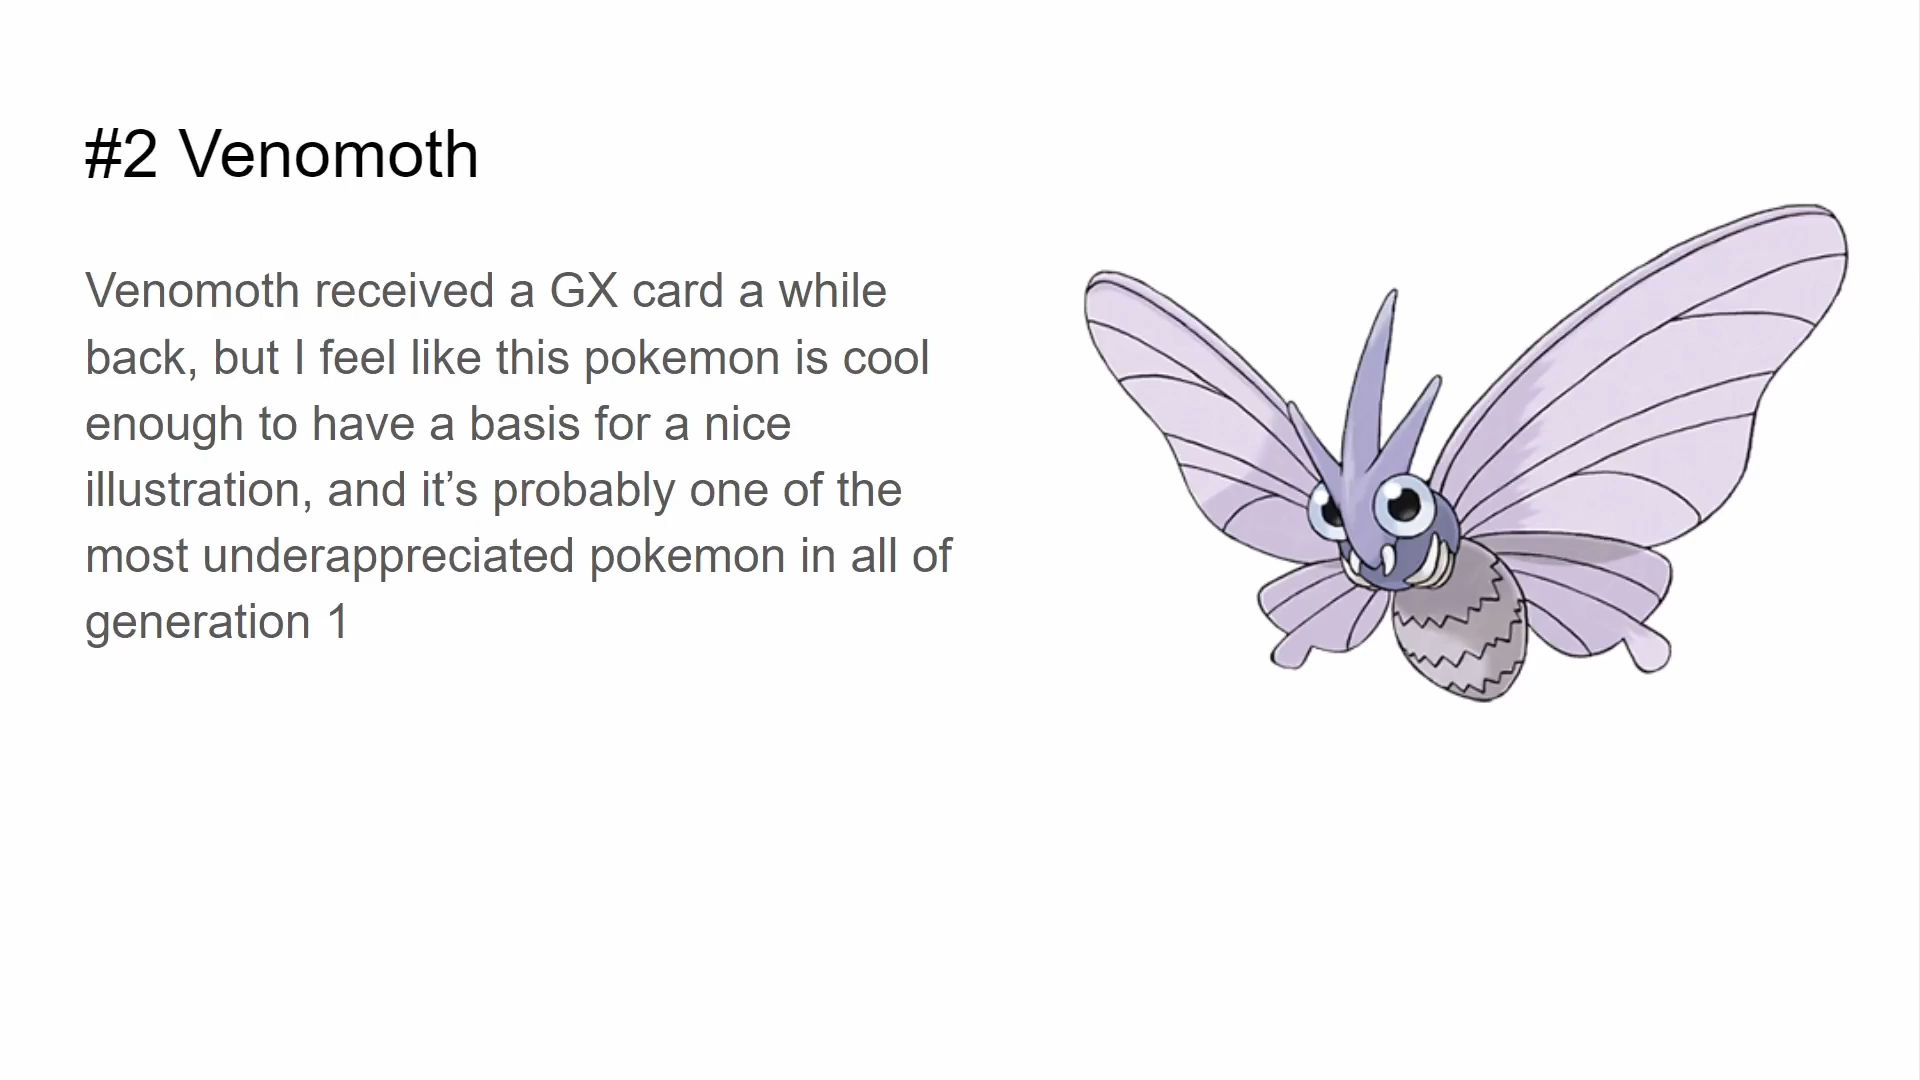 #2 Venomoth
Venomoth received a GX card a while
back, but I feel like this pokemon is cool
enough to have a basis for a nice
illustration, and it’s probably one of the
most underappreciated pokemon in all of
generation 1